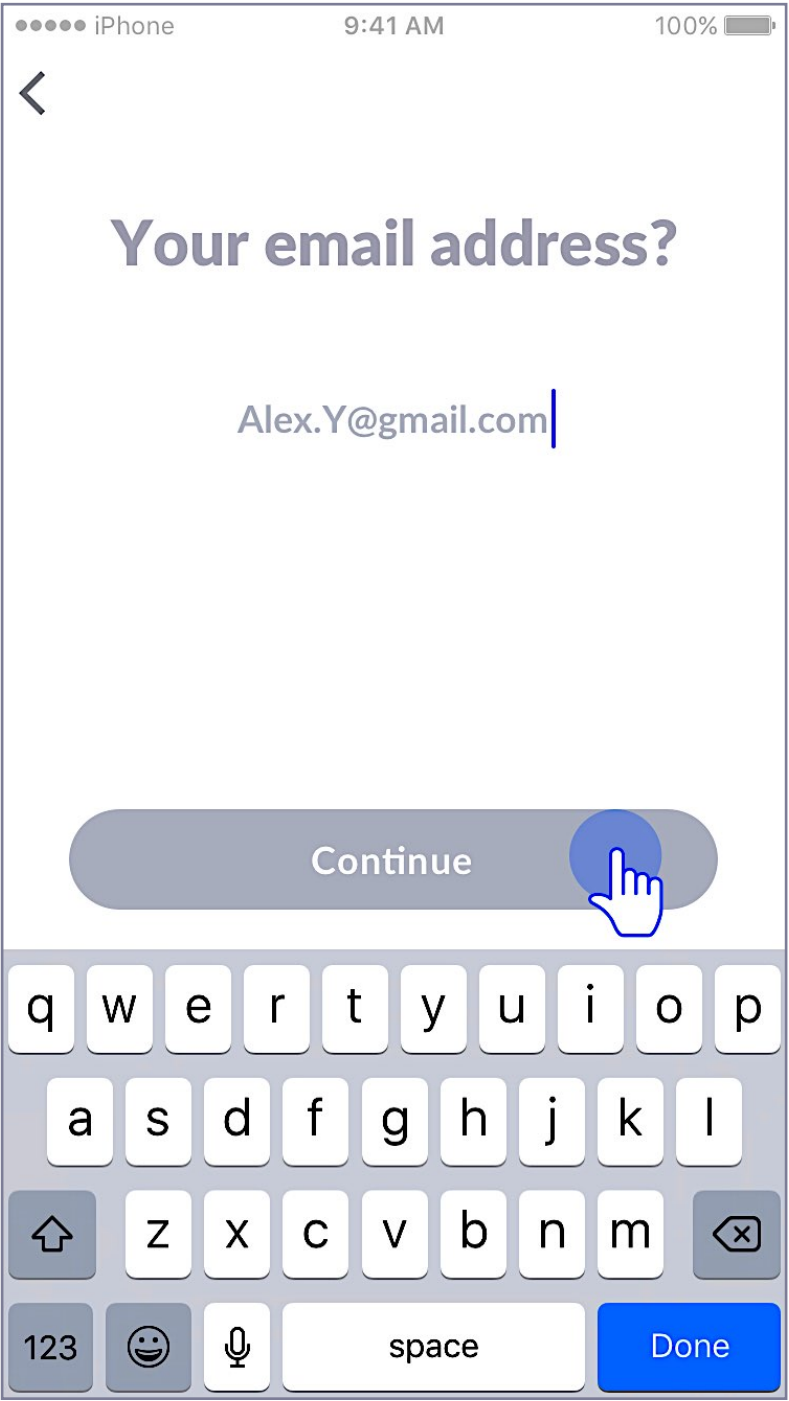 iPhone 9:41 AM 100%
Your email address?
Alex.Y@gmail.com
Continue
q w e r t y u i o p
a s d f g h j k l
z x c v b n m
123 space Done